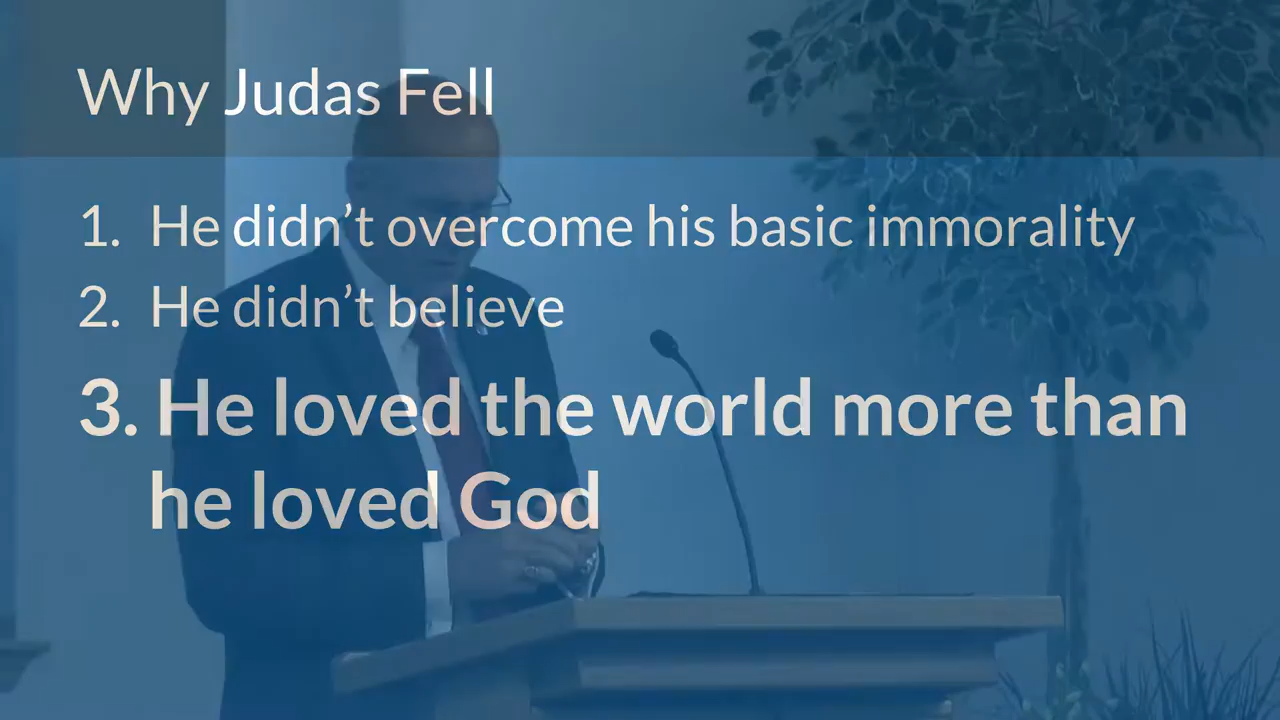 Why Judas Fell
1. He didn’t overcome his basic immorality
2. He didn’t believe
3. He loved the world more than
he loved God